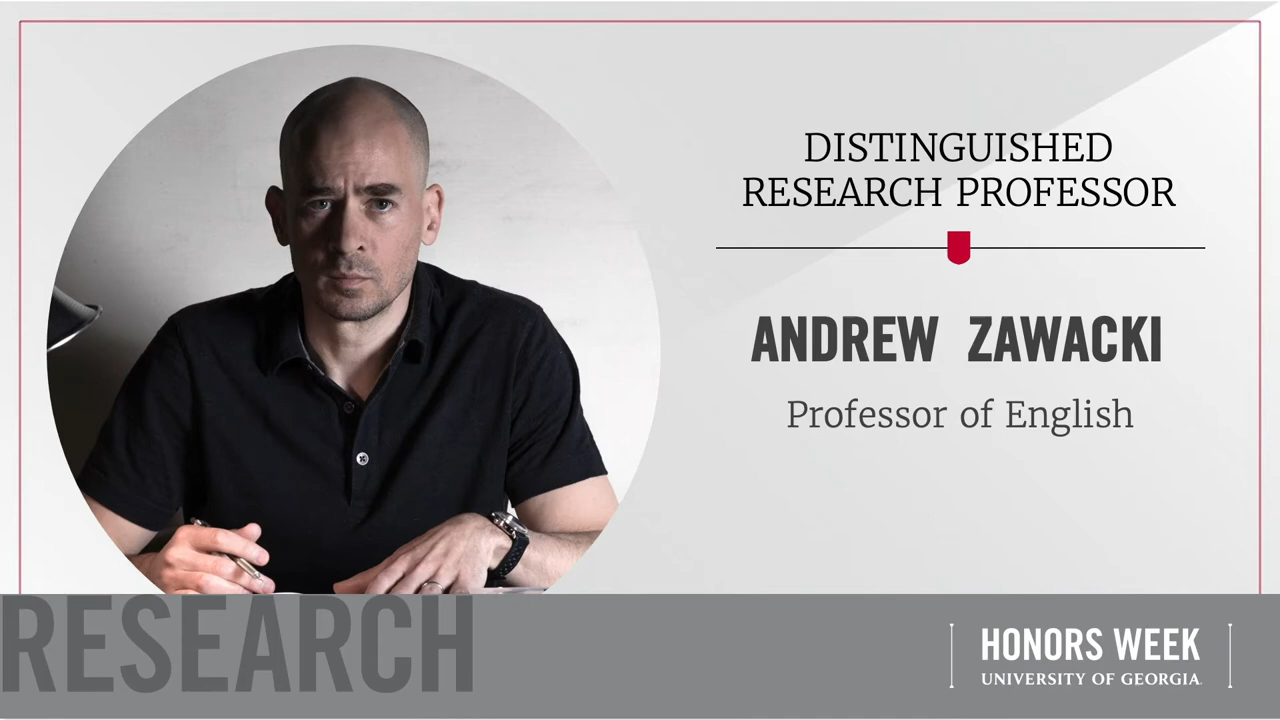 DISTINGUISHED
RESEARCH PROFESSOR
ANDREW ZAWACKI
Professor of English
RESEARCH
HONORS WEEK
UNIVERSITY OF GEORGIA